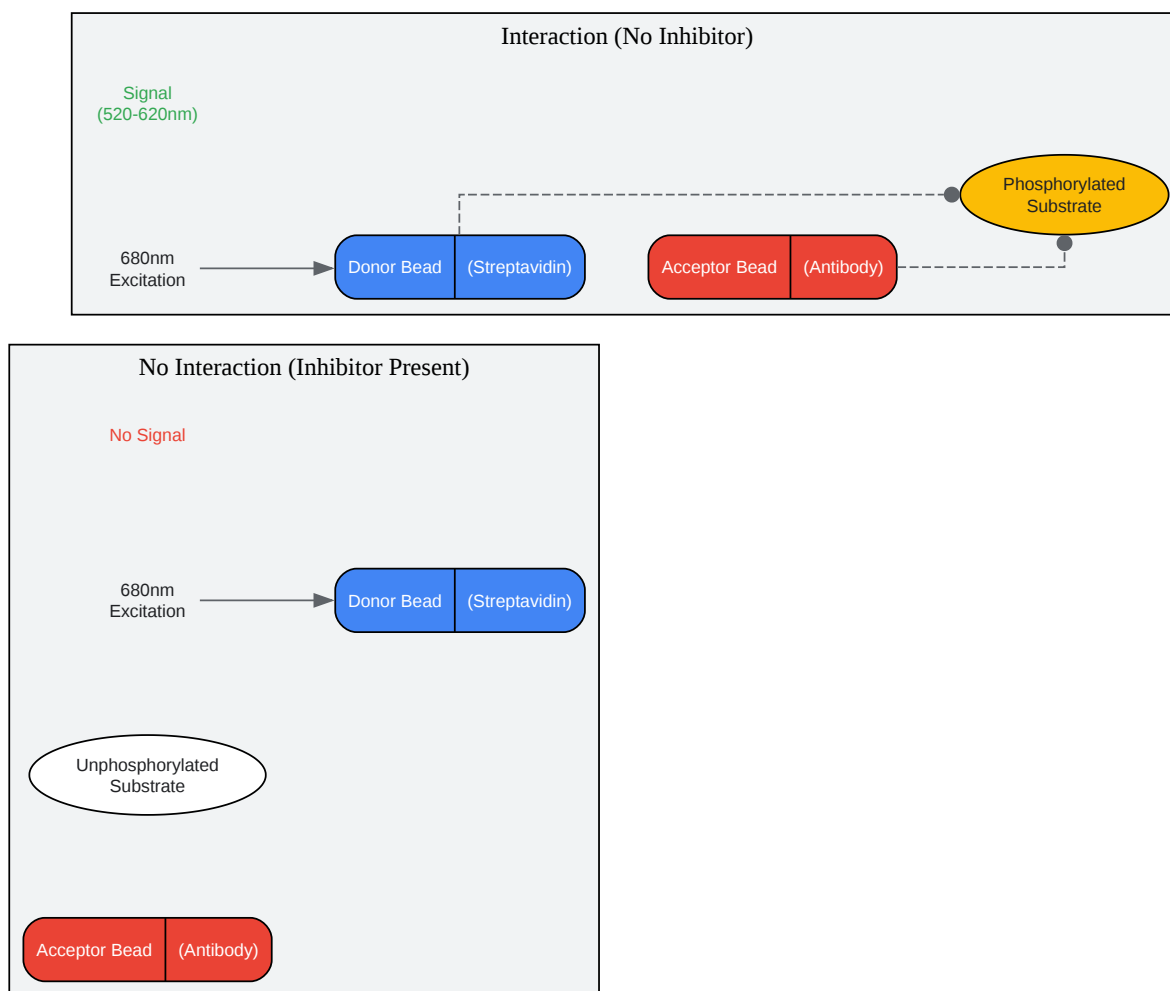 Interaction (No Inhibitor)
Signal
(520-620nm)
Phosphorylated
Substrate
680nm
Excitation
Donor Bead
(Streptavidin)
Acceptor Bead
(Antibody)
No Interaction (Inhibitor Present)
No Signal
680nm
Excitation
Donor Bead
(Streptavidin)
Unphosphorylated
Substrate
Acceptor Bead
(Antibody)